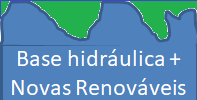 Base hidráulica +
Novas Renováveis